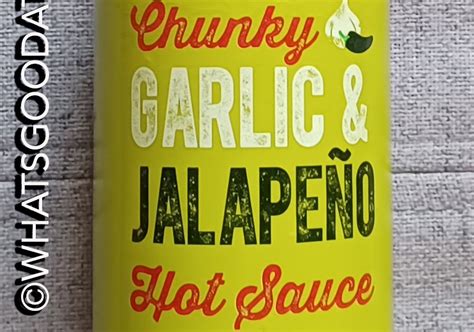 Chunky
GARLIC &
JALAPEÑO
Hot Sauce
©WHATSGOODAT